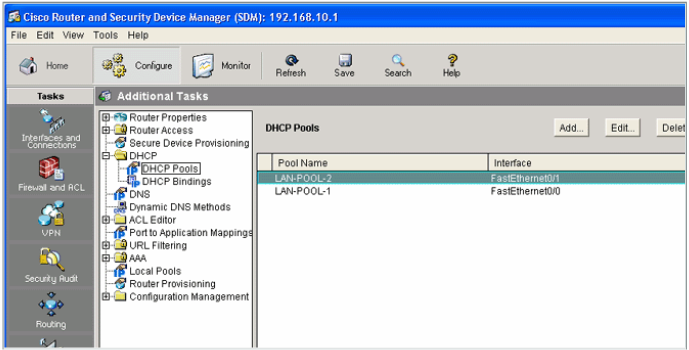 Cisco Router and Security Device Manager (SDM): 192.168.10.1
File Edit View Tools Help
Home Configure Monitor Refresh Save Search Help
Tasks
Additional Tasks
Interfaces and Connections
Firewall and ACL
VPN
Security Audit
Routing
Router Properties
Router Access
Secure Device Provisioning
DHCP
DHCP Pools
DHCP Bindings
DNS
Dynamic DNS Methods
ACL Editor
Port to Application Mappings
URL Filtering
AAA
Local Pools
Router Provisioning
Configuration Management
DHCP Pools Add... Edit... Delet
Pool Name Interface
LAN-POOL-2 FastEthernet0/1
LAN-POOL-1 FastEthernet0/0